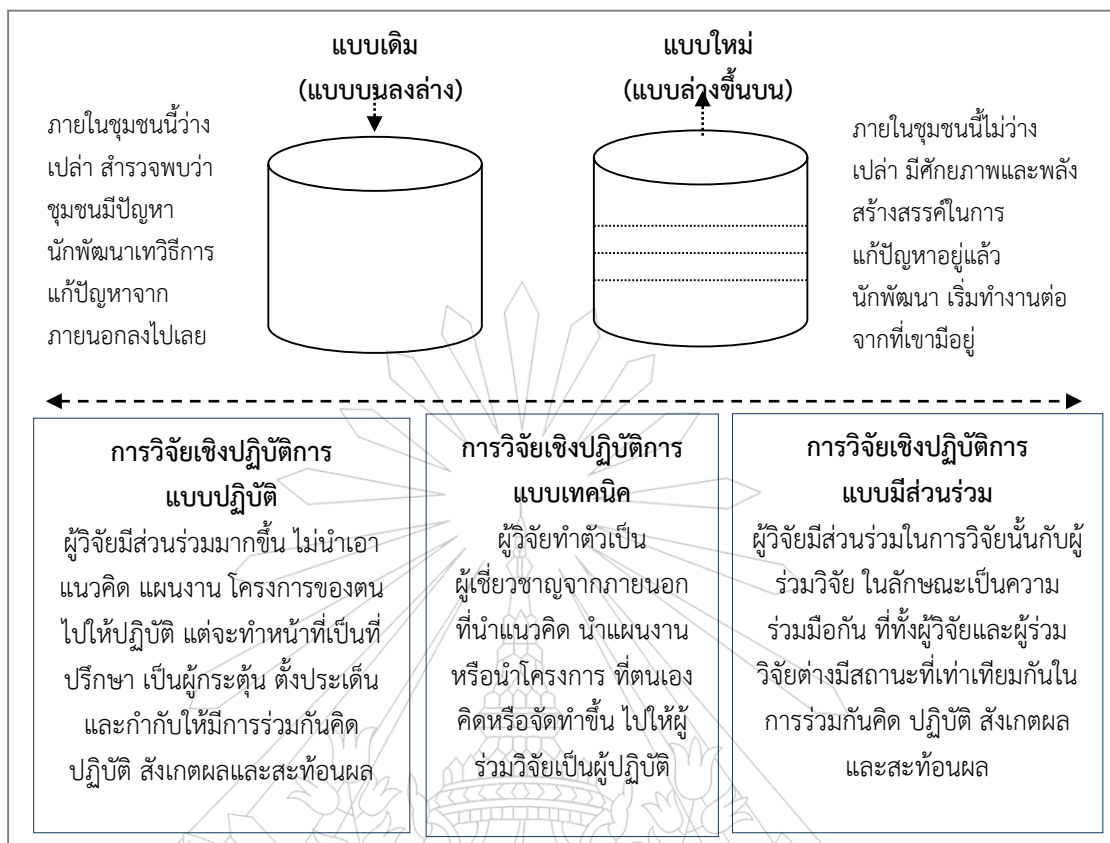 แบบเดิม
(แบบบนลงล่าง)
ภายในชุมชนนี้ว่าง
เปล่า สำรวจพบว่า
ชุมชนมีปัญหา
นักพัฒนาเทวิธีการ
แก้ปัญหาจาก
ภายนอกลงไปเลย
แบบใหม่
(แบบล่างขึ้นบน)
ภายในชุมชนนี้ไม่ว่าง
เปล่า มีศักยภาพและพลัง
สร้างสรรค์ในการ
แก้ปัญหาอยู่แล้ว
นักพัฒนา เริ่มทำงานต่อ
จากที่เขามีอยู่
การวิจัยเชิงปฏิบัติการ
แบบปฏิบัติ
ผู้วิจัยมีส่วนร่วมมากขึ้น ไม่นำเอา
แนวคิด แผนงาน โครงการของตน
ไปให้ปฏิบัติ แต่จะทำหน้าที่เป็นที่
ปรึกษา เป็นผู้กระตุ้น ตั้งประเด็น
และกำกับให้มีการร่วมกันคิด
ปฏิบัติ สังเกตผลและสะท้อนผล
การวิจัยเชิงปฏิบัติการ
แบบเทคนิค
ผู้วิจัยทำตัวเป็น
ผู้เชี่ยวชาญจากภายนอก
ที่นำแนวคิด นำแผนงาน
หรือนำโครงการ ที่ตนเอง
คิดหรือจัดทำขึ้น ไปให้ผู้
ร่วมวิจัยเป็นผู้ปฏิบัติ
การวิจัยเชิงปฏิบัติการ
แบบมีส่วนร่วม
ผู้วิจัยมีส่วนร่วมในการวิจัยนั้นกับผู้
ร่วมวิจัย ในลักษณะเป็นความ
ร่วมมือกัน ที่ทั้งผู้วิจัยและผู้ร่วม
วิจัยต่างมีสถานะที่เท่าเทียมกันใน
การร่วมกันคิด ปฏิบัติ สังเกตผล
และสะท้อนผล